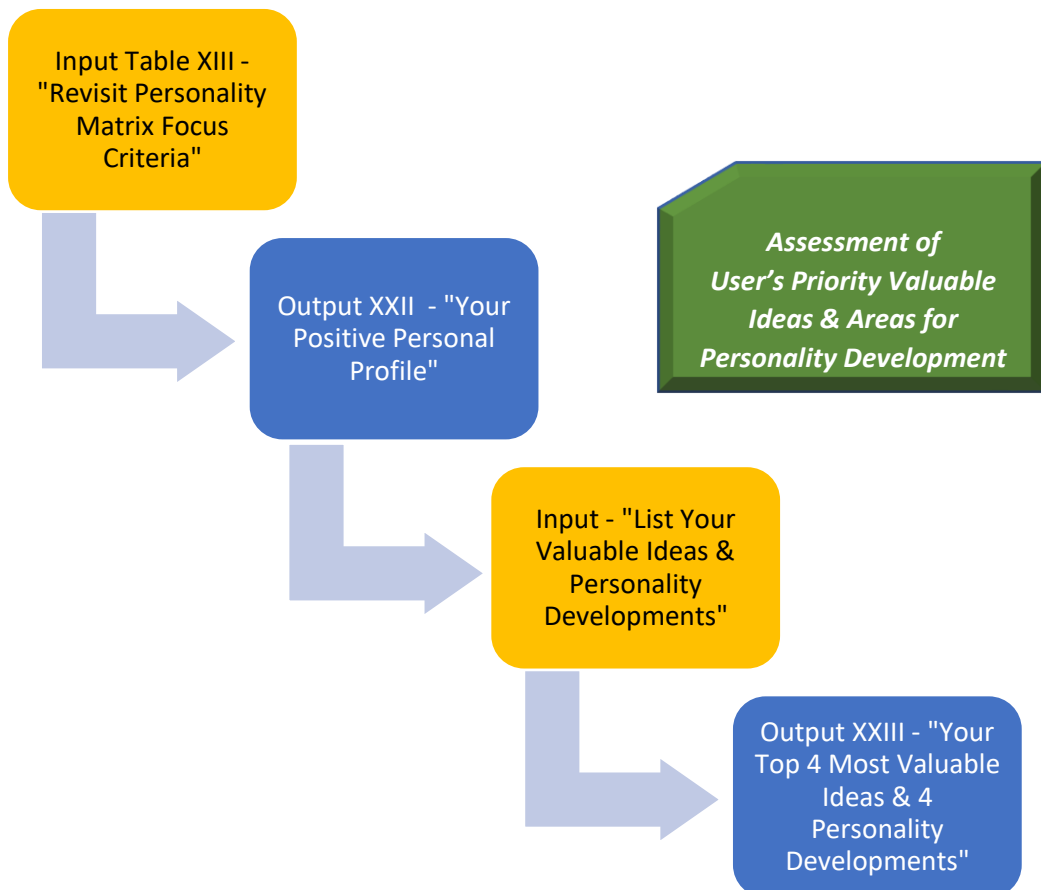 Input Table XIII -
"Revisit Personality
Matrix Focus
Criteria"
Assessment of
User’s Priority Valuable
Ideas & Areas for
Personality Development
Output XXII - "Your
Positive Personal
Profile"
Input - "List Your
Valuable Ideas &
Personality
Developments"
Output XXIII - "Your
Top 4 Most Valuable
Ideas & 4
Personality
Developments"